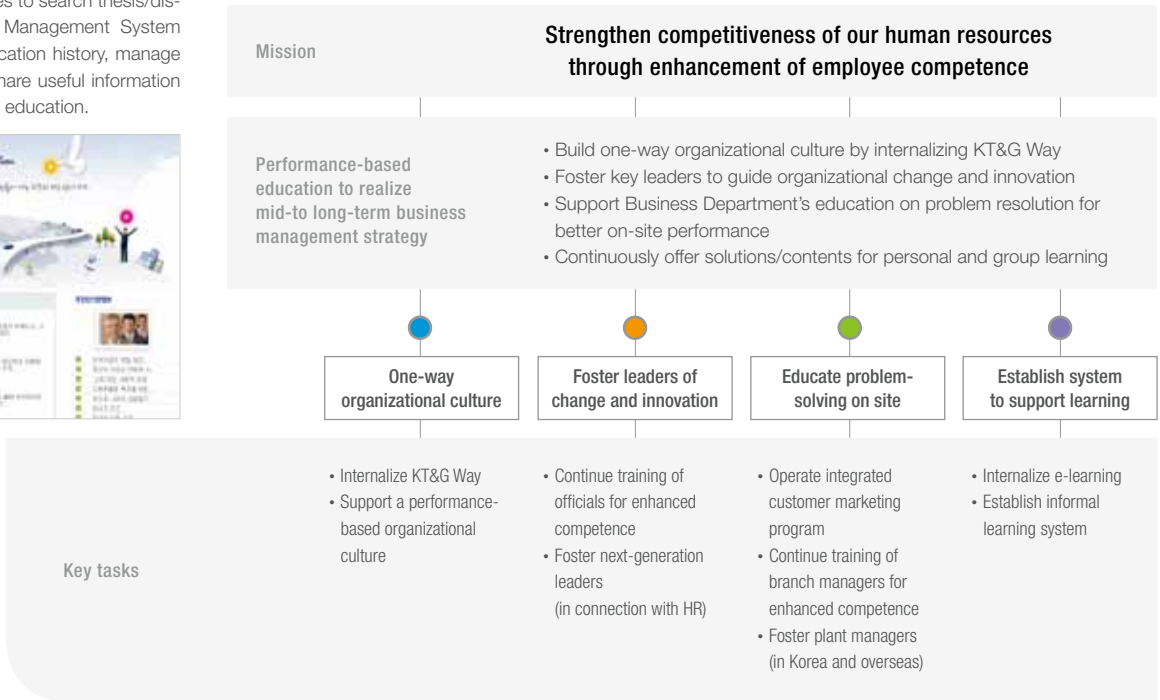 es to search thesis/dis-
Management System
cation history, manage
hare useful information
education.
Mission
Strengthen competitiveness of our human resources
through enhancement of employee competence
Performance-based
education to realize
mid-to long-term business
management strategy
• Build one-way organizational culture by internalizing KT&G Way
• Foster key leaders to guide organizational change and innovation
• Support Business Department's education on problem resolution for
better on-site performance
• Continuously offer solutions/contents for personal and group learning
One-way
organizational culture
Foster leaders of
change and innovation
Educate problem-
solving on site
Establish system
to support learning
Key tasks
• Internalize KT&G Way
• Support a performance-
based organizational
culture
• Continue training of
officials for enhanced
competence
• Foster next-generation
leaders
(in connection with HR)
• Operate integrated
customer marketing
program
• Continue training of
branch managers for
enhanced competence
• Foster plant managers
(in Korea and overseas)
• Internalize e-learning
• Establish informal
learning system